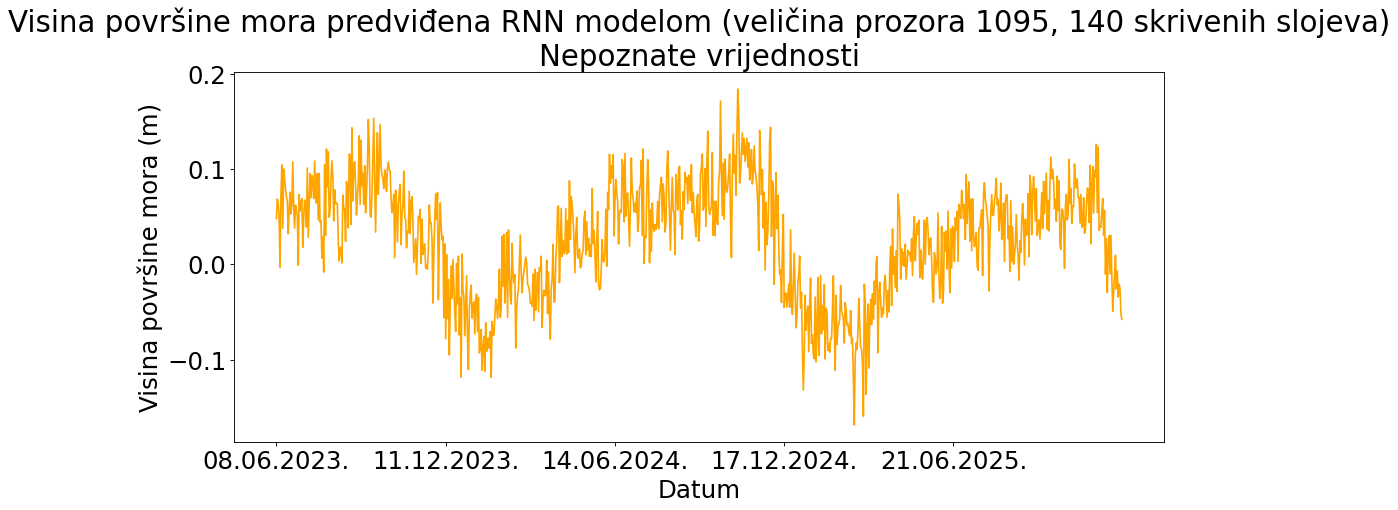 Visina površine mora predviđena RNN modelom (veličina prozora 1095, 140 skrivenih slojeva)
Nepoznate vrijednosti
Visina površine mora (m)
0.2
0.1
0.0
−0.1
08.06.2023. 11.12.2023. 14.06.2024. 17.12.2024. 21.06.2025.
Datum